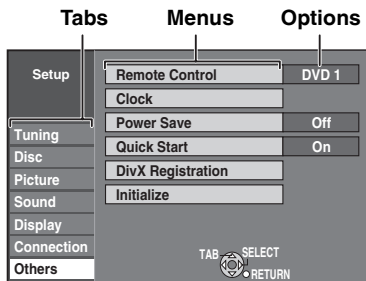 Tabs Menus Options
Setup
Remote Control DVD 1
Clock
Power Save Off
Quick Start On
DivX Registration
Initialize
Tuning
Disc
Picture
Sound
Display
Connection
Others
TAB SELECT
RETURN